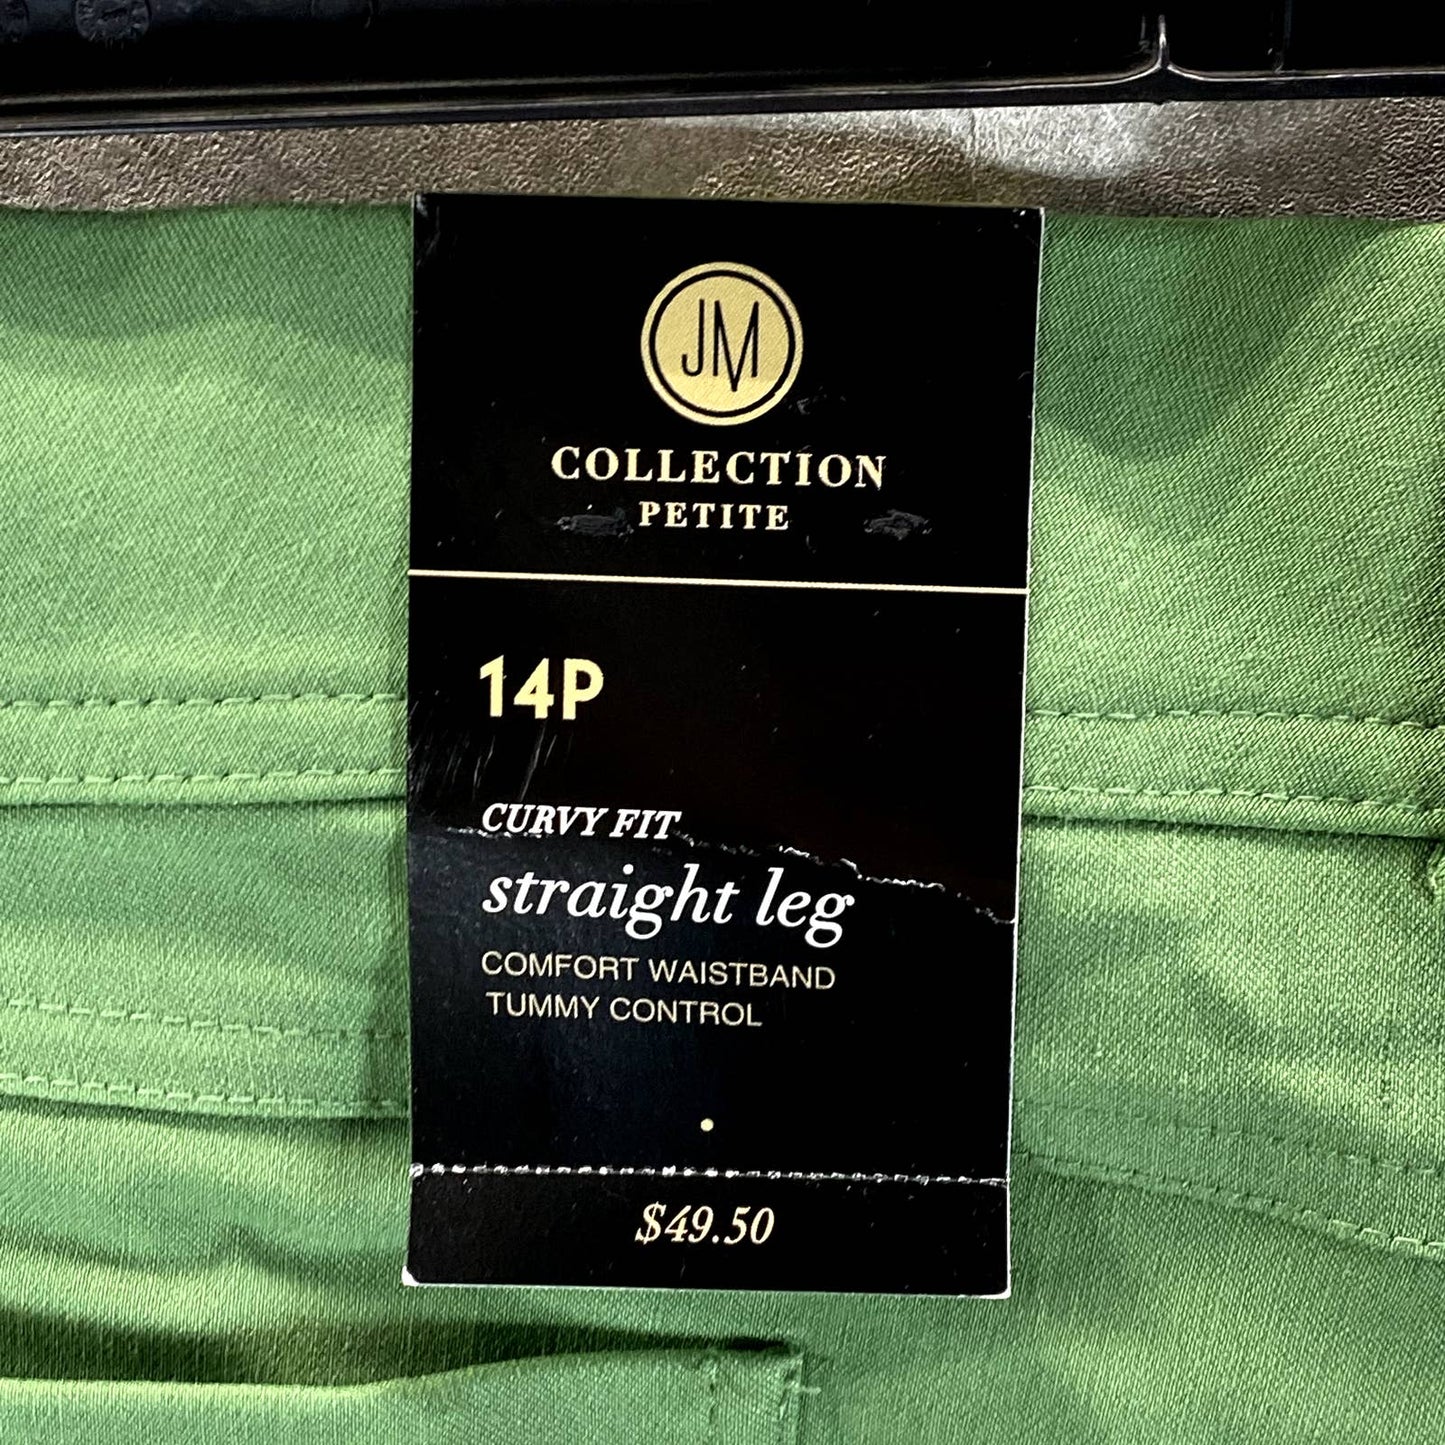 JM
COLLECTION
PETITE
14P
CURVY FIT
straight leg
COMFORT WAISTBAND
TUMMY CONTROL
$49.50